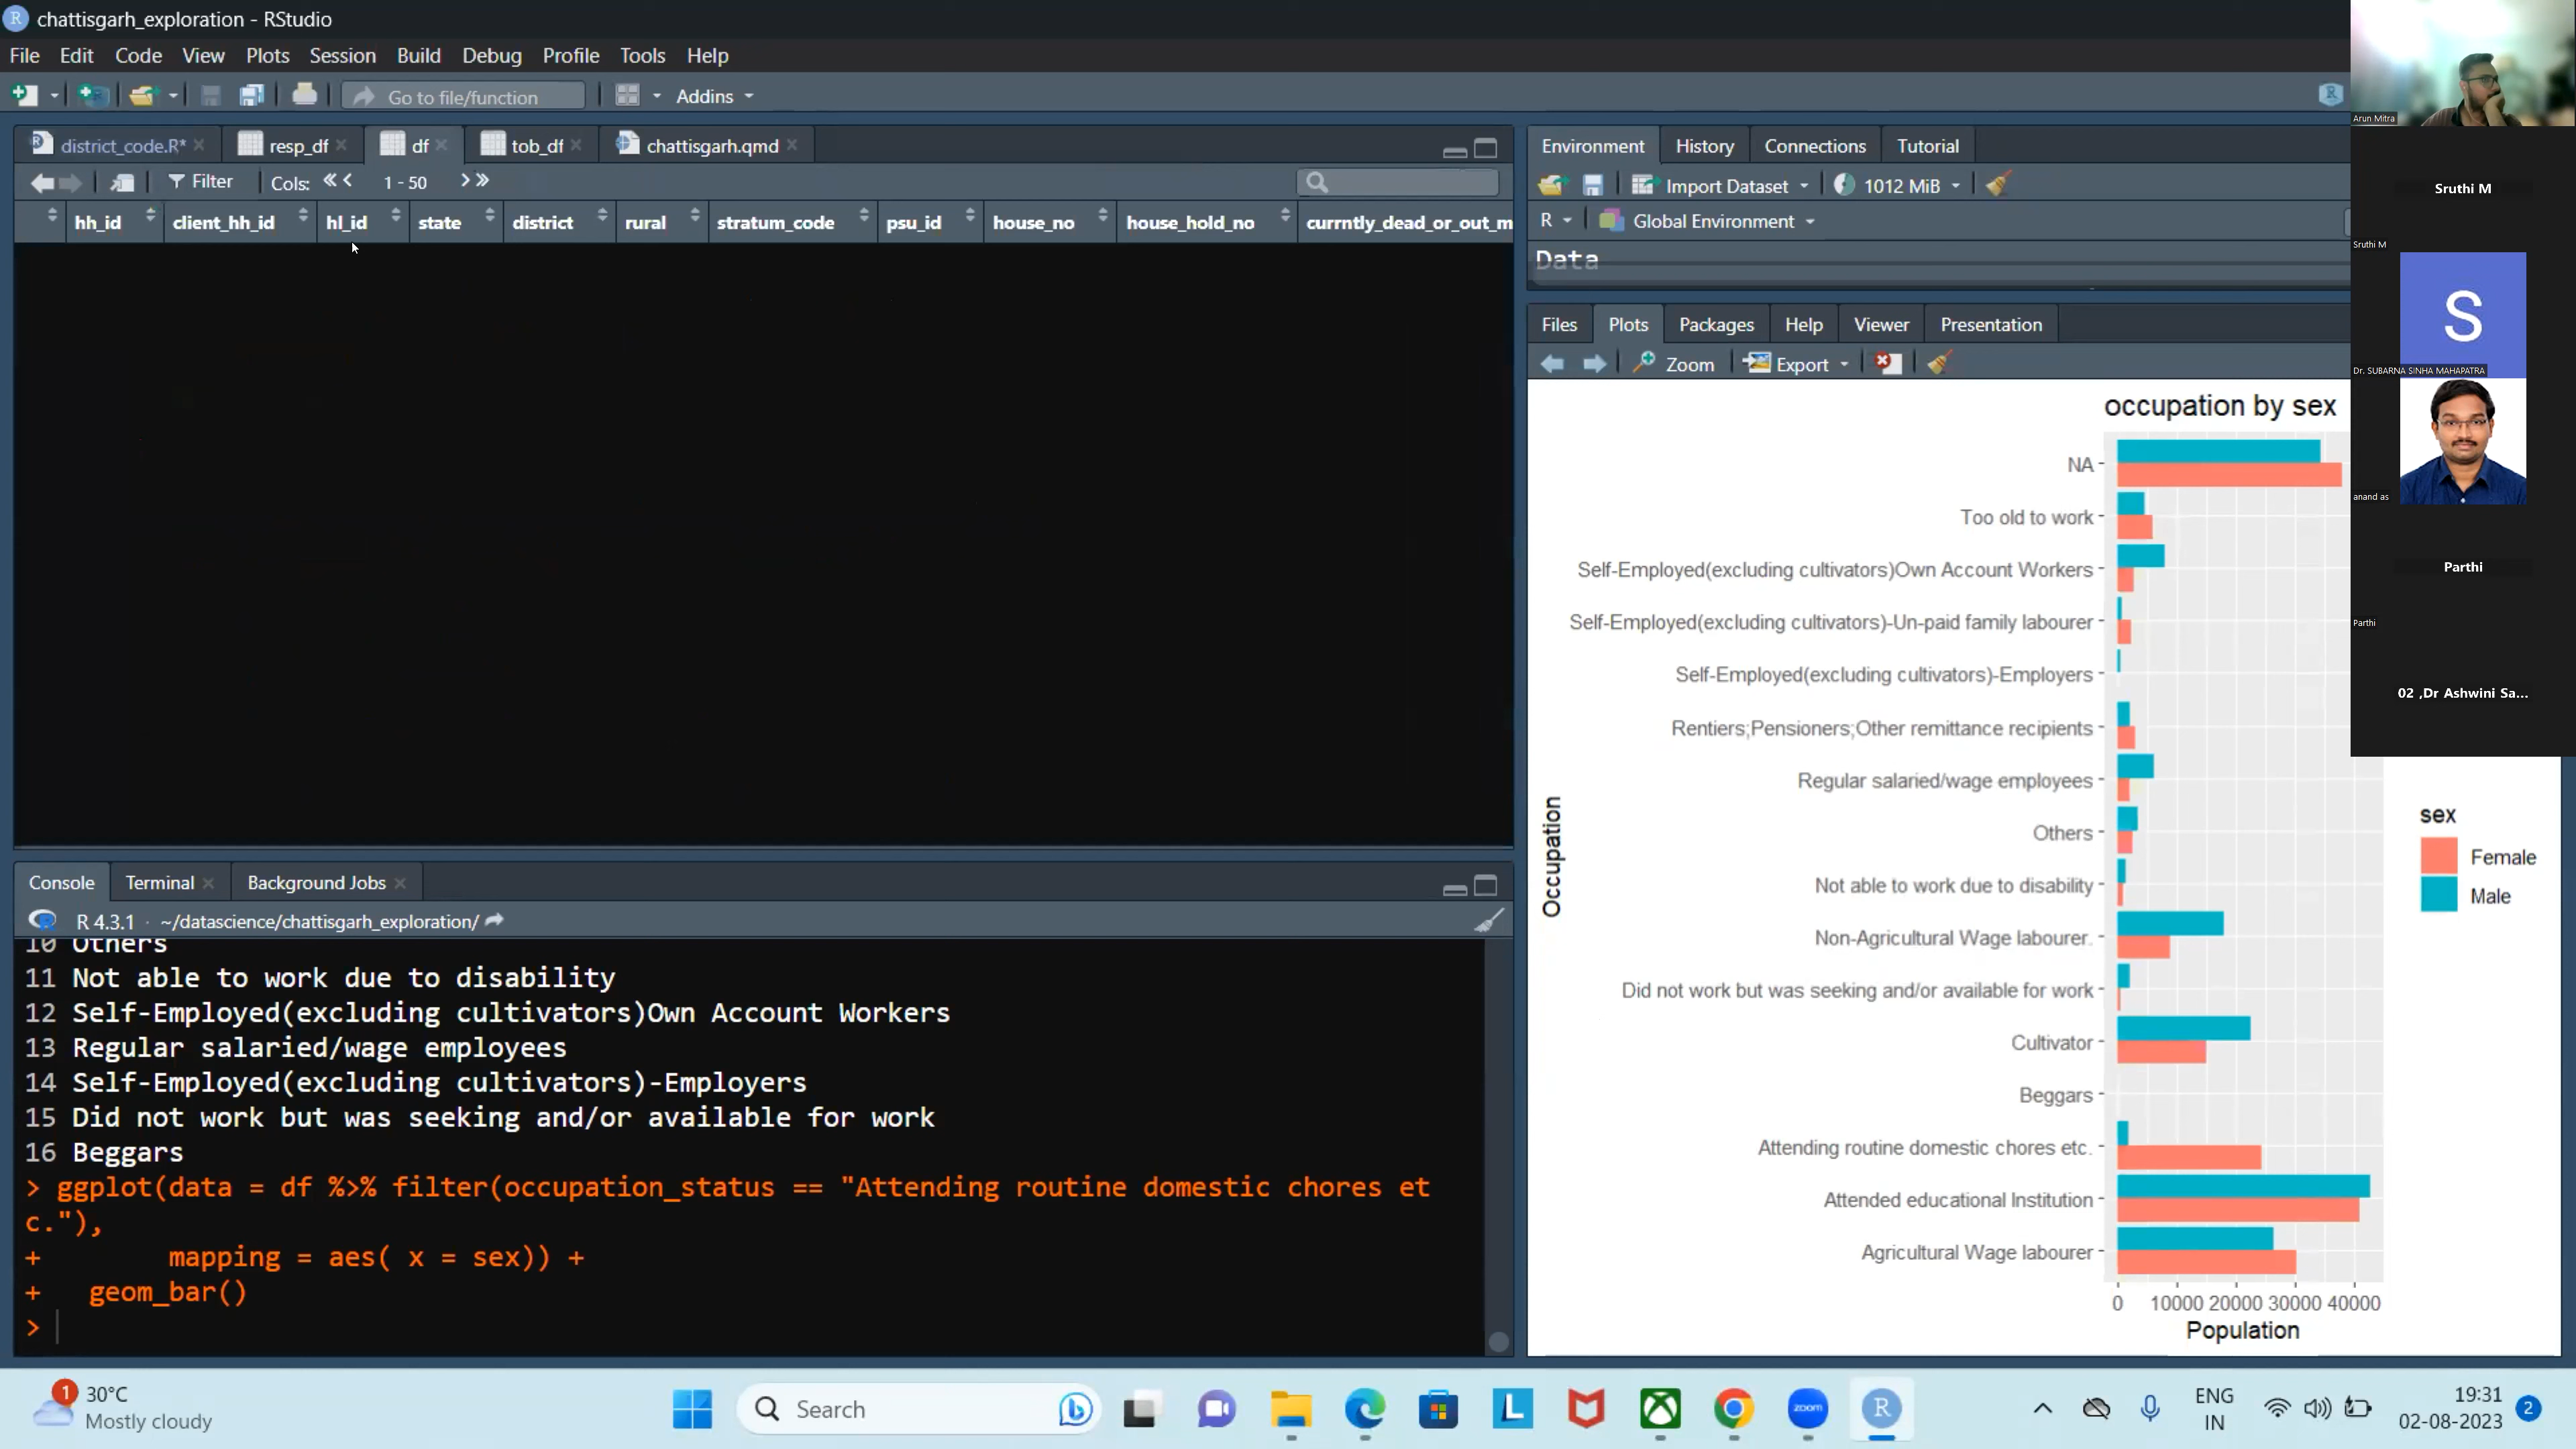 chattisgarh_exploration - RStudio
File Edit Code View Plots Session Build Debug Profile Tools Help
Go to file/function Addins
district_code.R* resp_df df tob_df chattisgarh.qmd
Filter Cols: 1 - 50
hh_id client_hh_id hl_id state district rural stratum_code psu_id house_no house_hold_no currntly_dead_or_out_m
Console Terminal Background Jobs
R 4.3.1 · ~/datascience/chattisgarh_exploration/
10 Others
11 Not able to work due to disability
12 Self-Employed(excluding cultivators)Own Account Workers
13 Regular salaried/wage employees
14 Self-Employed(excluding cultivators)-Employers
15 Did not work but was seeking and/or available for work
16 Beggars
> ggplot(data = df %>% filter(occupation_status == "Attending routine domestic chores et
c."),
+ mapping = aes( x = sex)) +
+ geom_bar()
>
Environment History Connections Tutorial
Import Dataset 1012 MiB
R Global Environment
Data
Files Plots Packages Help Viewer Presentation
Zoom Export
occupation by sex
NA
Too old to work
Self-Employed(excluding cultivators)Own Account Workers
Self-Employed(excluding cultivators)-Un-paid family labourer
Self-Employed(excluding cultivators)-Employers
Rentiers;Pensioners;Other remittance recipients
Regular salaried/wage employees
Others
Not able to work due to disability
Non-Agricultural Wage labourer.
Did not work but was seeking and/or available for work
Cultivator
Beggars
Attending routine domestic chores etc.
Attended educational Institution
Agricultural Wage labourer
Occupation
0 10000 20000 30000 40000
Population
sex
Female
Male
Arun Mitra
Sruthi M
Sruthi M
S
Dr. SUBARNA SINHA MAHAPATRA
anand as
Parthi
Parthi
02 ,Dr Ashwini Sa...
1
30°C
Mostly cloudy
Search
L
zoom
R
ENG
IN
19:31
02-08-2023
2